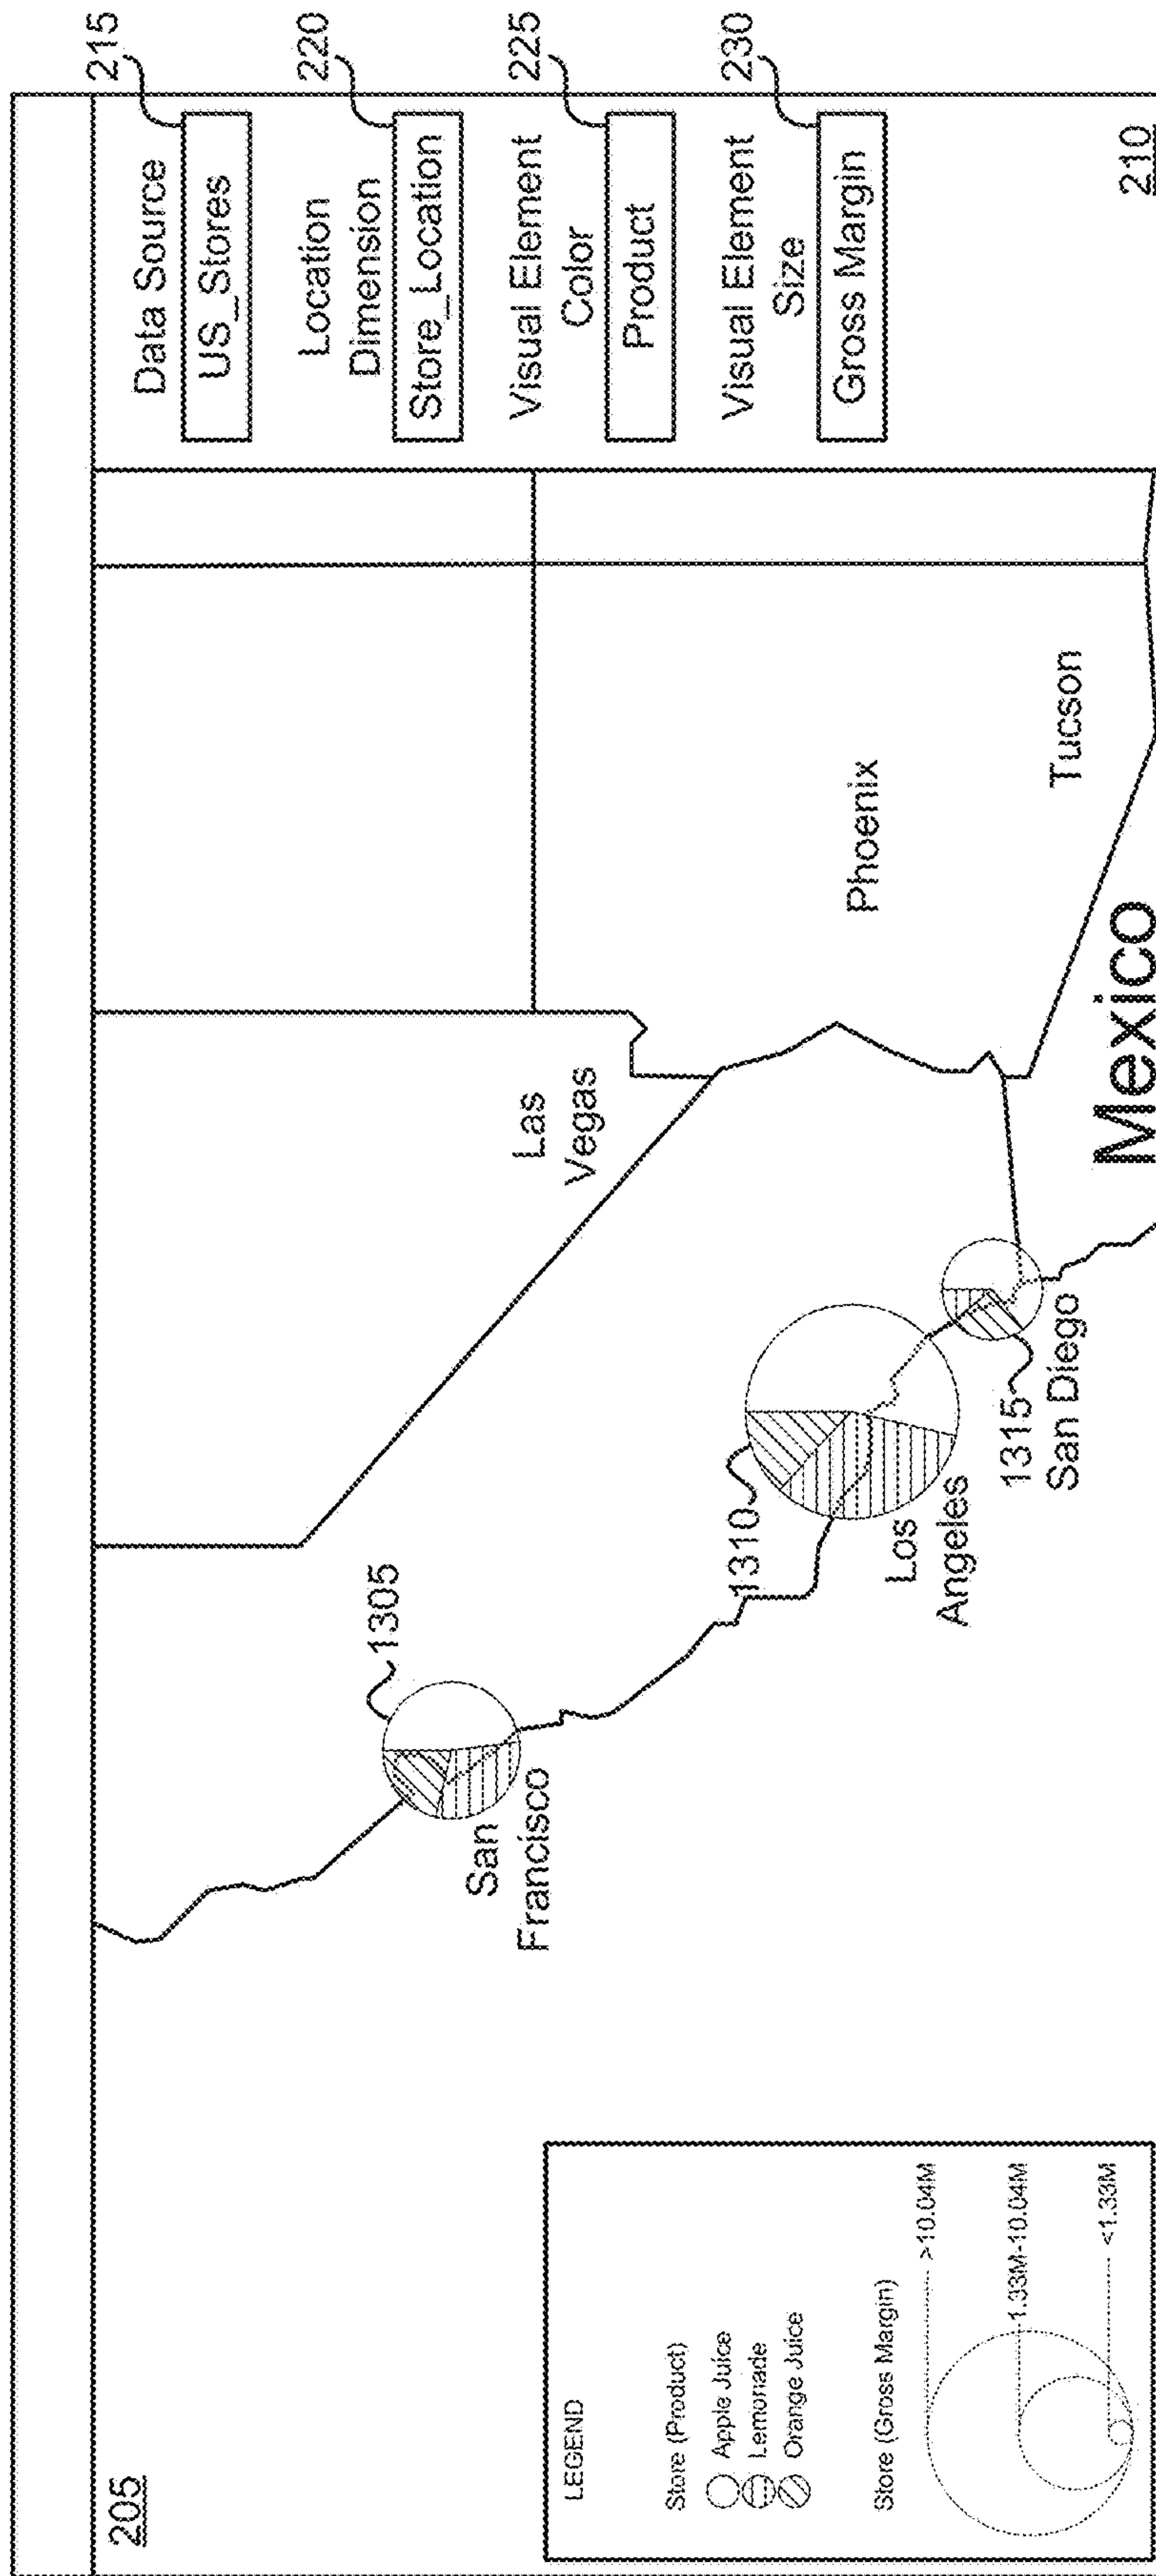 205
215
Data Source
US_Stores
220
Location
Dimension
Store_Location
225
Visual Element
Color
Product
230
Visual Element
Size
Gross Margin
210
1305
San
Francisco
Las
Vegas
1310
Los
Angeles
Phoenix
1315
San Diego
Tucson
Mexico
LEGEND
Store (Product)
Apple Juice
Lemonade
Orange Juice
Store (Gross Margin)
>10.04M
1.33M-10.04M
<1.33M